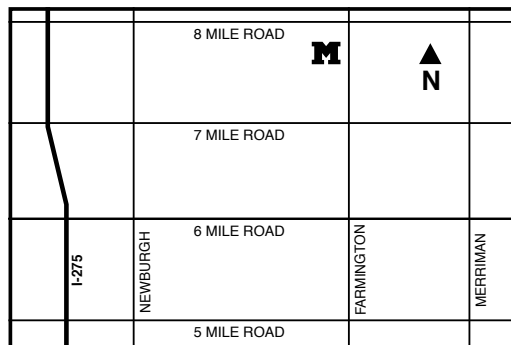 8 MILE ROAD
M
N
7 MILE ROAD
6 MILE ROAD
I-275
NEWBURGH
FARMINGTON
MERRIMAN
5 MILE ROAD